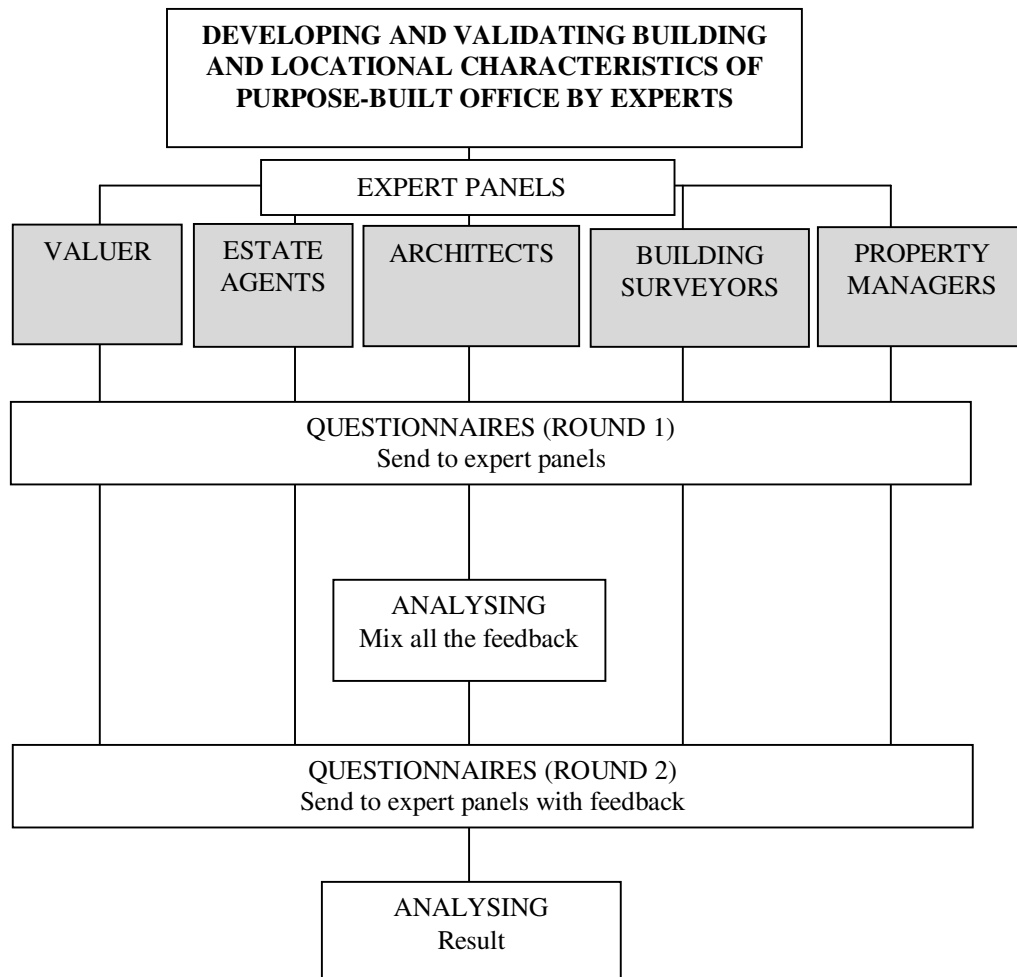 DEVELOPING AND VALIDATING BUILDING
AND LOCATIONAL CHARACTERISTICS OF
PURPOSE-BUILT OFFICE BY EXPERTS
EXPERT PANELS
VALUER
ESTATE
AGENTS
ARCHITECTS
BUILDING
SURVEYORS
PROPERTY
MANAGERS
QUESTIONNAIRES (ROUND 1)
Send to expert panels
ANALYSING
Mix all the feedback
QUESTIONNAIRES (ROUND 2)
Send to expert panels with feedback
ANALYSING
Result